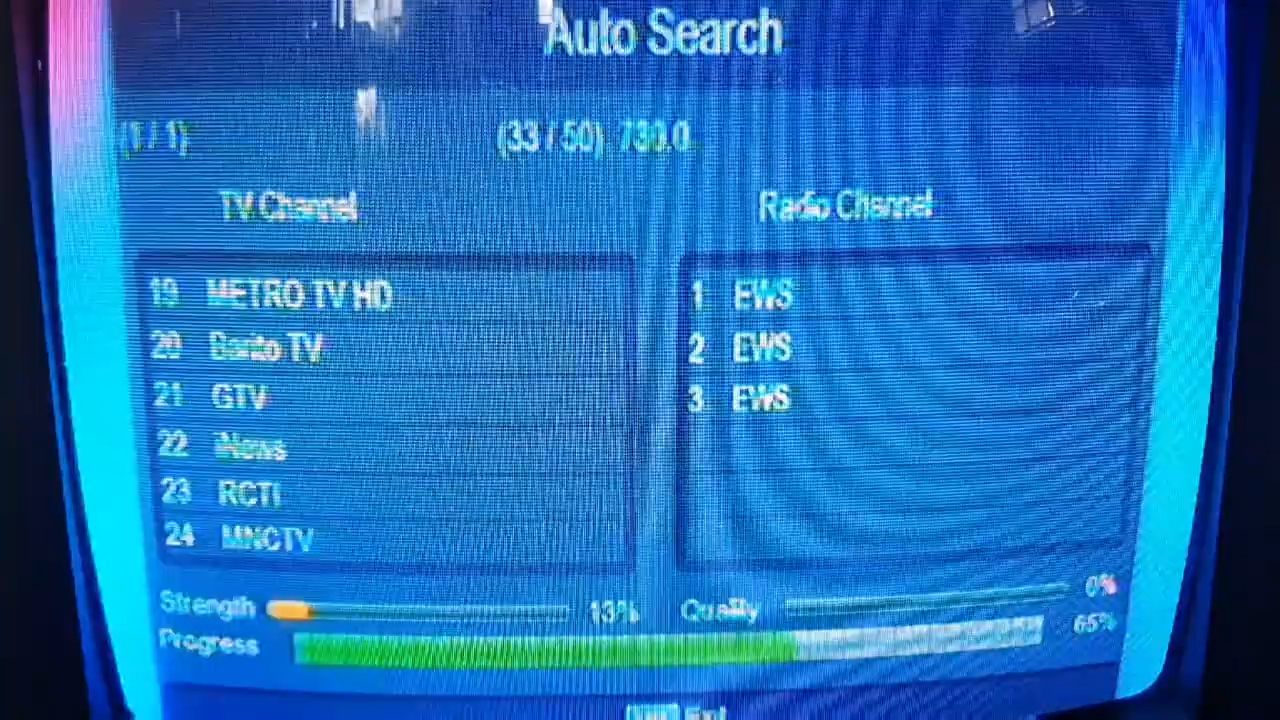 Auto Search
(1 / 1) (33 / 50) 730.0
TV Channel Radio Channel
19 METRO TV HD 1 EWS
20 Barito TV 2 EWS
21 GTV 3 EWS
22 iNews
23 RCTI
24 MNCTV
Strength 13% Quality 0%
Progress 65%
Exit